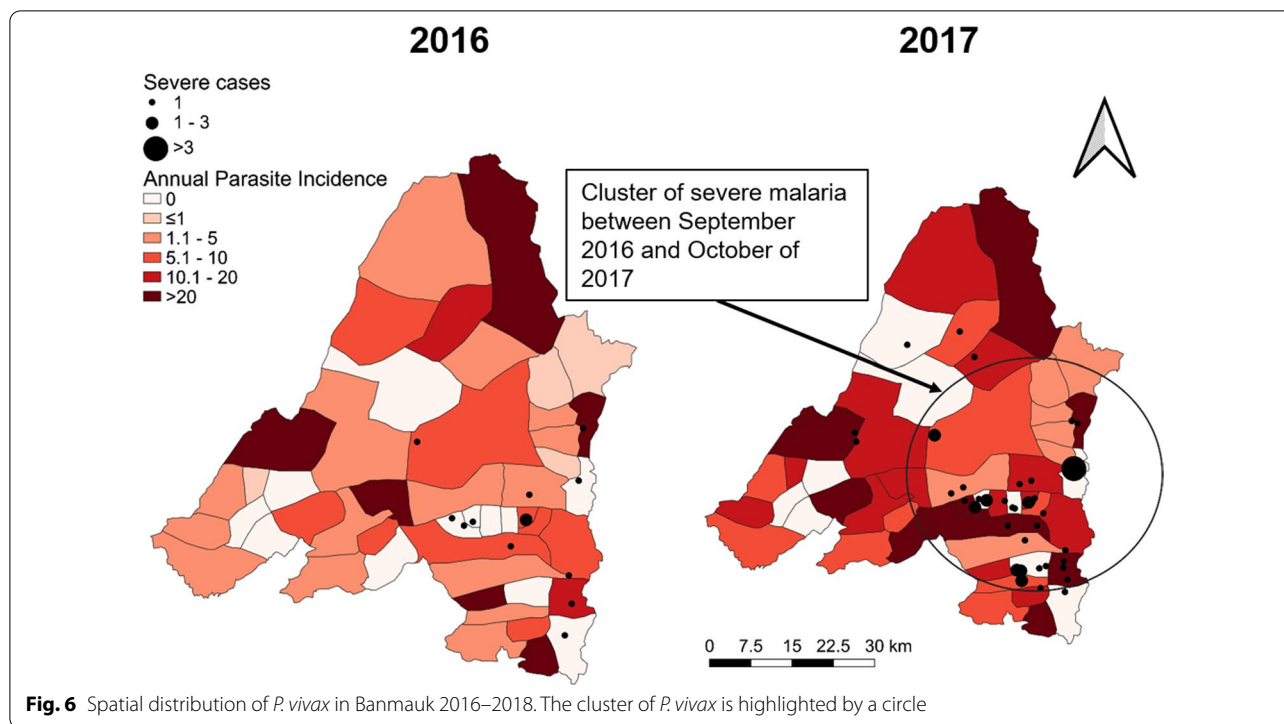 2016
2017
Severe cases
1
1 - 3
>3
Annual Parasite Incidence
0
≤1
1.1 - 5
5.1 - 10
10.1 - 20
>20
Cluster of severe malaria
between September
2016 and October of
2017
0 7.5 15 22.5 30 km
Fig. 6 Spatial distribution of P. vivax in Banmauk 2016–2018. The cluster of P. vivax is highlighted by a circle